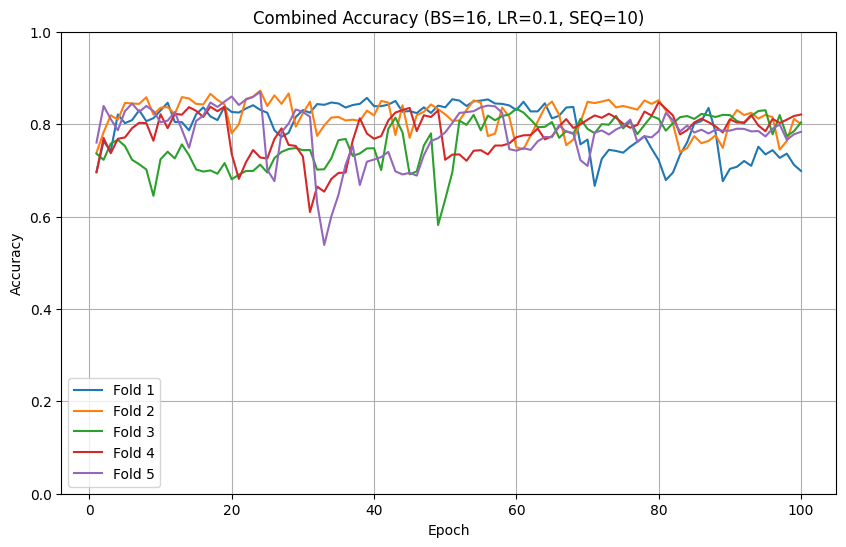 Combined Accuracy (BS=16, LR=0.1, SEQ=10)
1.0
0.8
0.6
0.4
0.2
0.0
Accuracy
Fold 1
Fold 2
Fold 3
Fold 4
Fold 5
0 20 40 60 80 100
Epoch